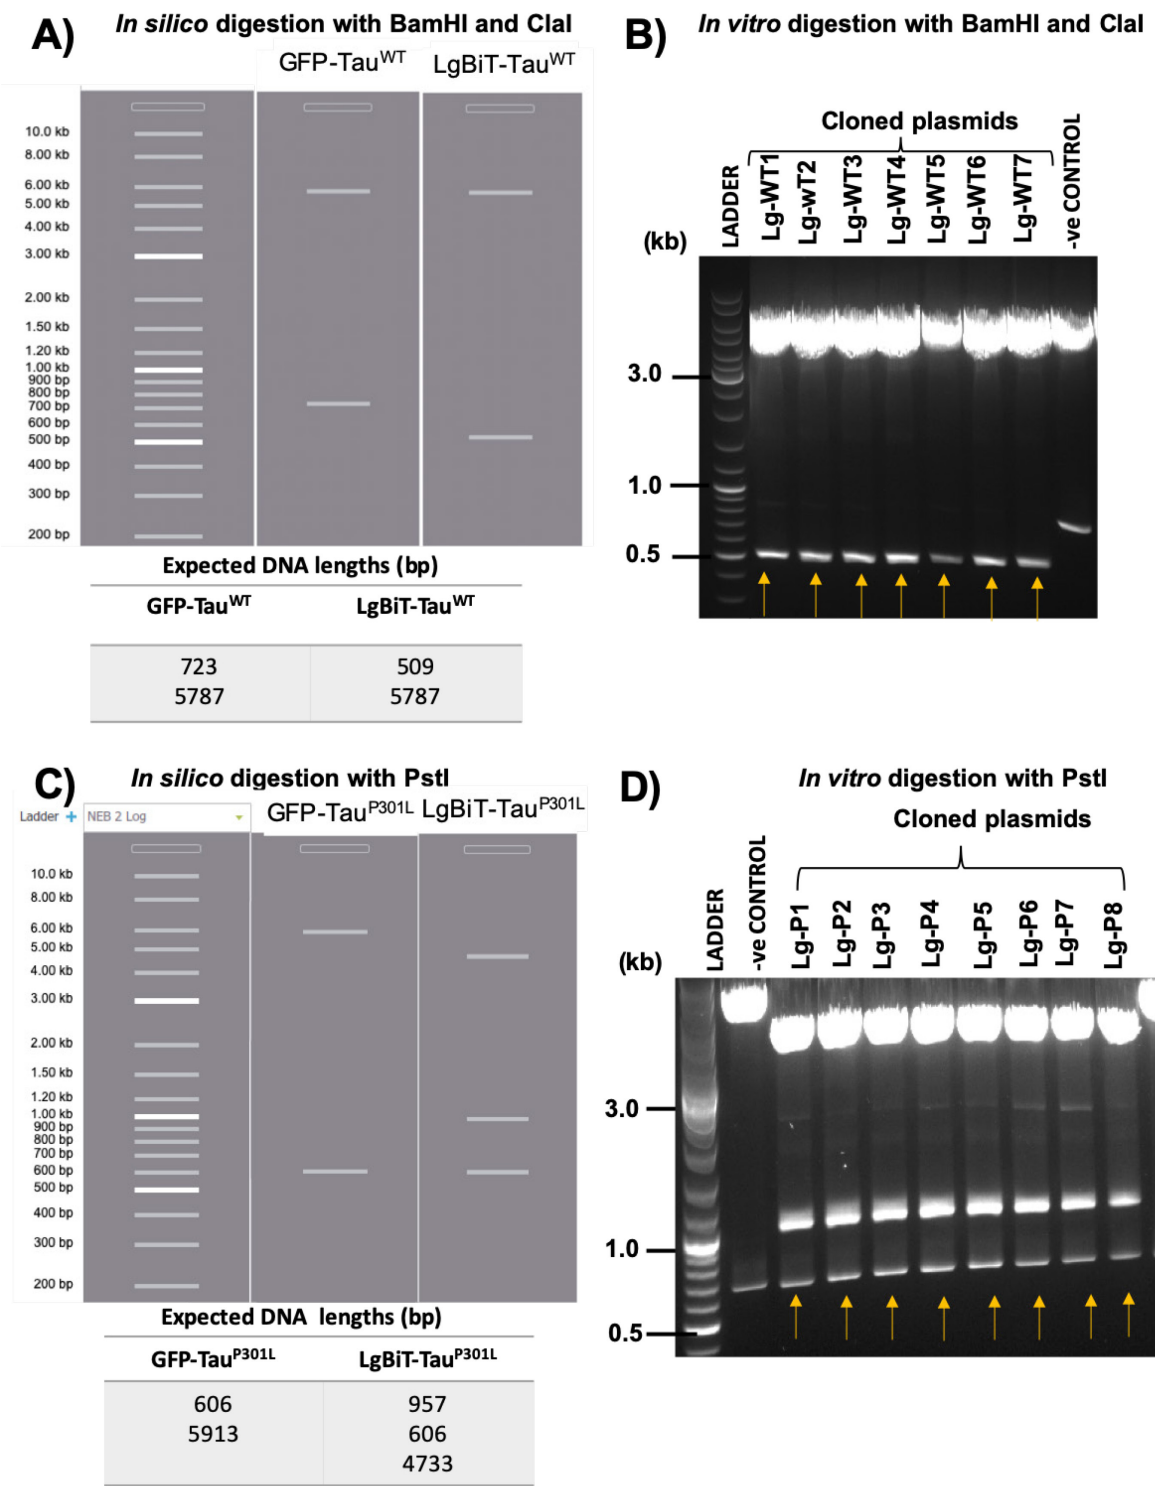 A)
In silico digestion with BamHI and ClaI
GFP-TauWT
LgBiT-TauWT
10.0 kb
8.00 kb
6.00 kb
5.00 kb
4.00 kb
3.00 kb
2.00 kb
1.50 kb
1.20 kb
1.00 kb
900 bp
800 bp
700 bp
600 bp
500 bp
400 bp
300 bp
200 bp
Expected DNA lengths (bp)
GFP-TauWT LgBiT-TauWT
723 509
5787 5787
B)
In vitro digestion with BamHI and ClaI
Cloned plasmids
(kb)
LADDER
Lg-WT1
Lg-wT2
Lg-WT3
Lg-WT4
Lg-WT5
Lg-WT6
Lg-WT7
-ve CONTROL
3.0
1.0
0.5
C)
In silico digestion with PstI
Ladder + NEB 2 Log
GFP-TauP301L
LgBiT-TauP301L
10.0 kb
8.00 kb
6.00 kb
5.00 kb
4.00 kb
3.00 kb
2.00 kb
1.50 kb
1.20 kb
1.00 kb
900 bp
800 bp
700 bp
600 bp
500 bp
400 bp
300 bp
200 bp
Expected DNA lengths (bp)
GFP-TauP301L LgBiT-TauP301L
606 957
5913 606
4733
D)
In vitro digestion with PstI
Cloned plasmids
(kb)
LADDER
-ve CONTROL
Lg-P1
Lg-P2
Lg-P3
Lg-P4
Lg-P5
Lg-P6
Lg-P7
Lg-P8
3.0
1.0
0.5